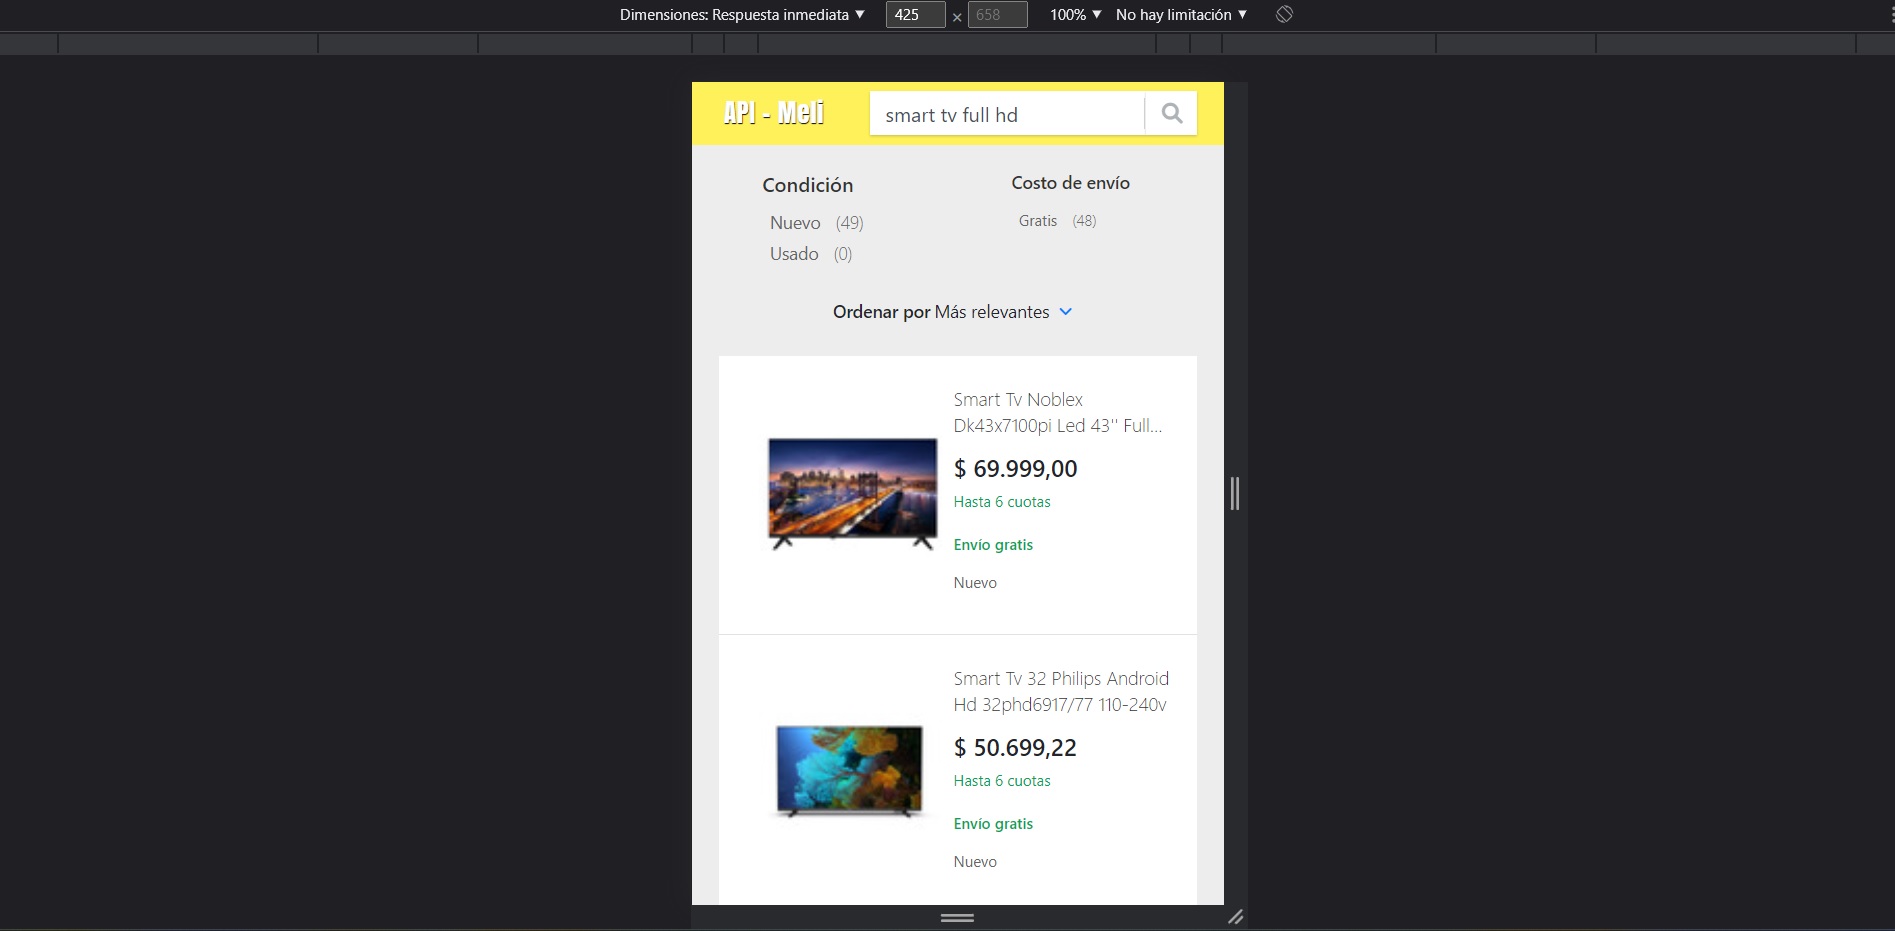 Dimensiones: Respuesta inmediata ▼ 425 × 658 100% ▼ No hay limitación ▼
API - Meli
smart tv full hd
Condición
Nuevo (49)
Usado (0)
Costo de envío
Gratis (48)
Ordenar por Más relevantes
Smart Tv Noblex
Dk43x7100pi Led 43'' Full...
$ 69.999,00
Hasta 6 cuotas
Envío gratis
Nuevo
Smart Tv 32 Philips Android
Hd 32phd6917/77 110-240v
$ 50.699,22
Hasta 6 cuotas
Envío gratis
Nuevo